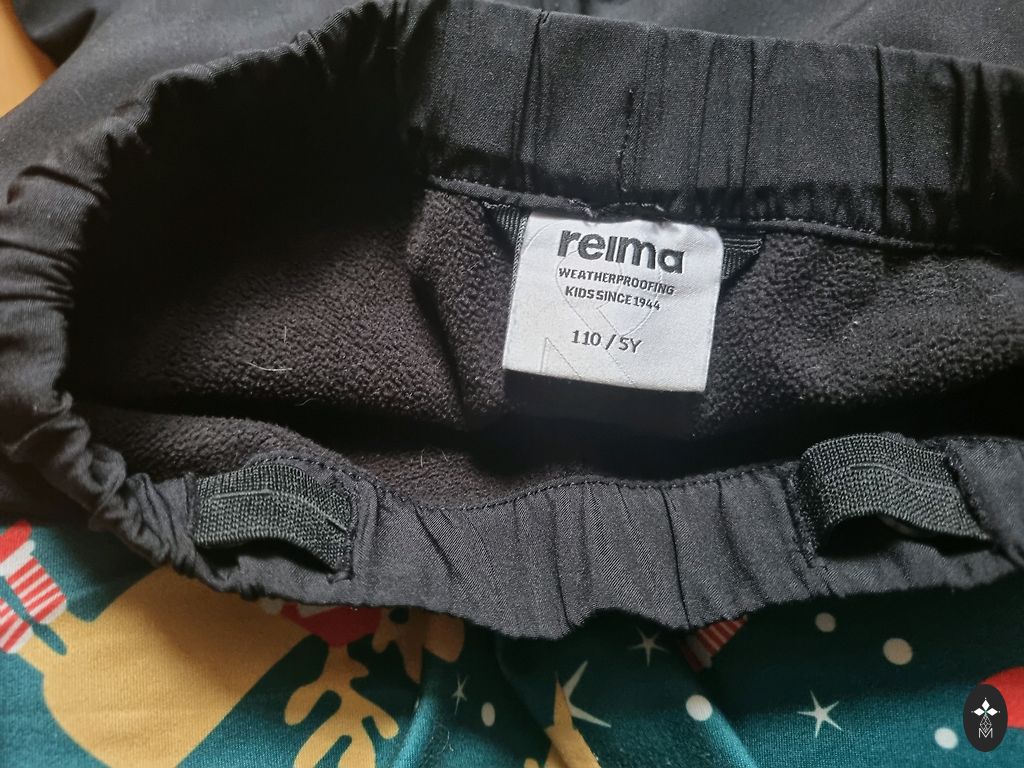 reima
WEATHERPROOFING
KIDS SINCE 1944
110 / 5Y
M